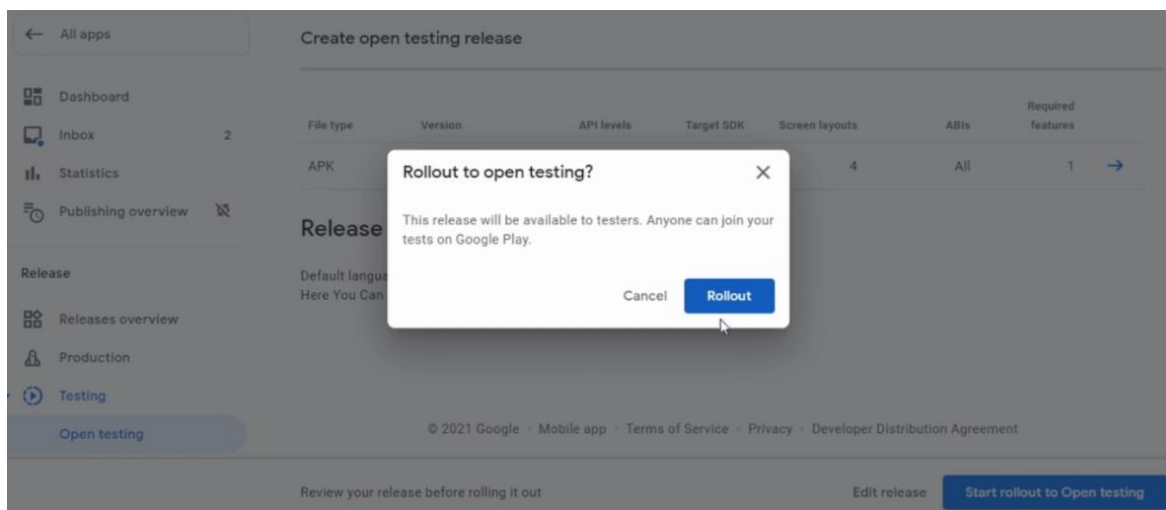 All apps
Dashboard
Inbox 2
Statistics
Publishing overview
Release
Releases overview
Production
Testing
Open testing
Create open testing release
File type Version API levels Target SDK Screen layouts ABIs Required features
APK 4 All 1
Release
Default langua
Here You Can
Rollout to open testing?
This release will be available to testers. Anyone can join your
tests on Google Play.
Cancel Rollout
© 2021 Google · Mobile app · Terms of Service · Privacy · Developer Distribution Agreement
Review your release before rolling it out Edit release Start rollout to Open testing